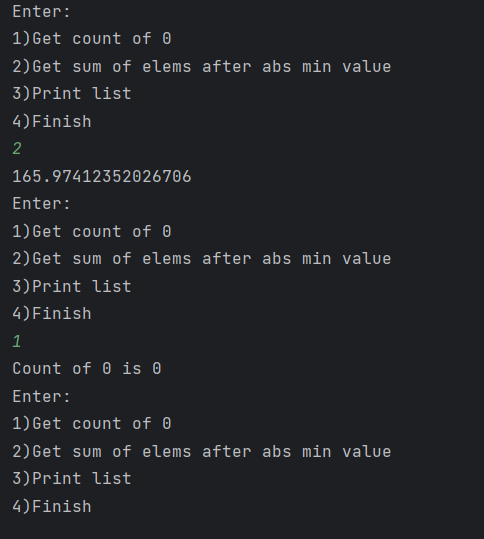 Enter:
1)Get count of 0
2)Get sum of elems after abs min value
3)Print list
4)Finish
2
165.97412352026706
Enter:
1)Get count of 0
2)Get sum of elems after abs min value
3)Print list
4)Finish
1
Count of 0 is 0
Enter:
1)Get count of 0
2)Get sum of elems after abs min value
3)Print list
4)Finish